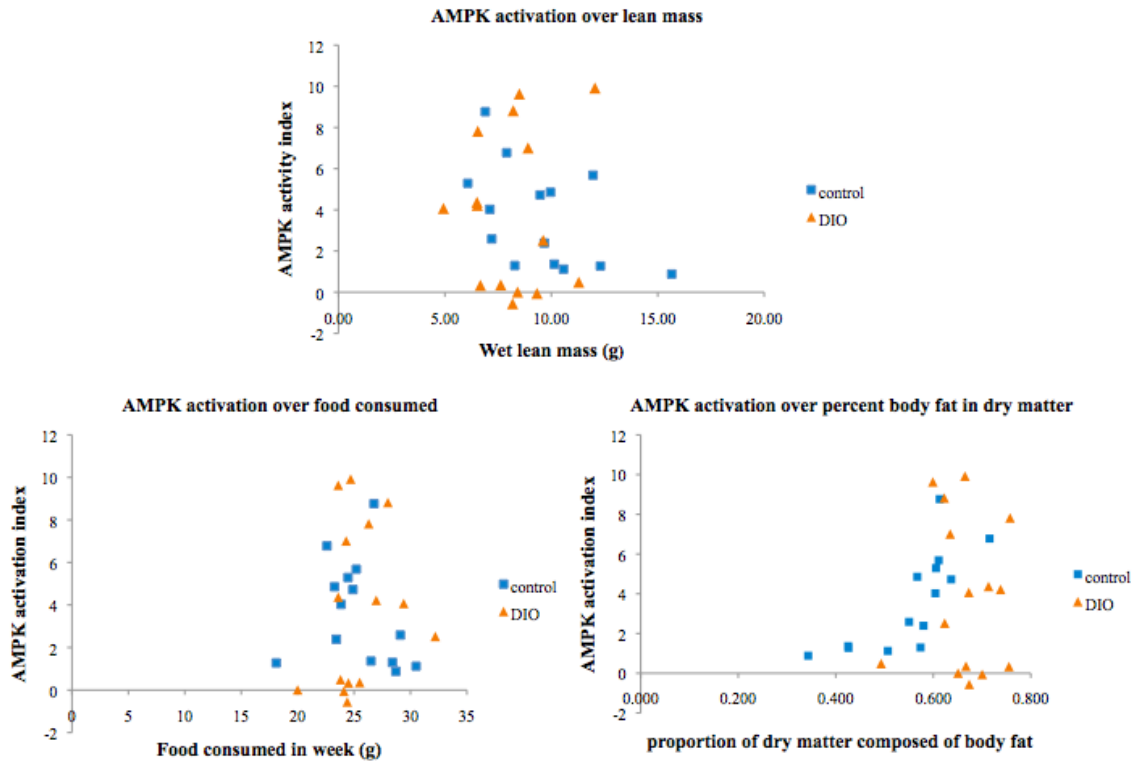 AMPK activation over lean mass
12
10
8
6
4
2
0
-2
AMPK activity index
0.00 5.00 10.00 15.00 20.00
Wet lean mass (g)
control
DIO
AMPK activation over food consumed
12
10
8
6
4
2
0
-2
AMPK activation index
0 5 10 15 20 25 30 35
Food consumed in week (g)
control
DIO
AMPK activation over percent body fat in dry matter
12
10
8
6
4
2
0
-2
AMPK activation index
0.000 0.200 0.400 0.600 0.800
proportion of dry matter composed of body fat
control
DIO